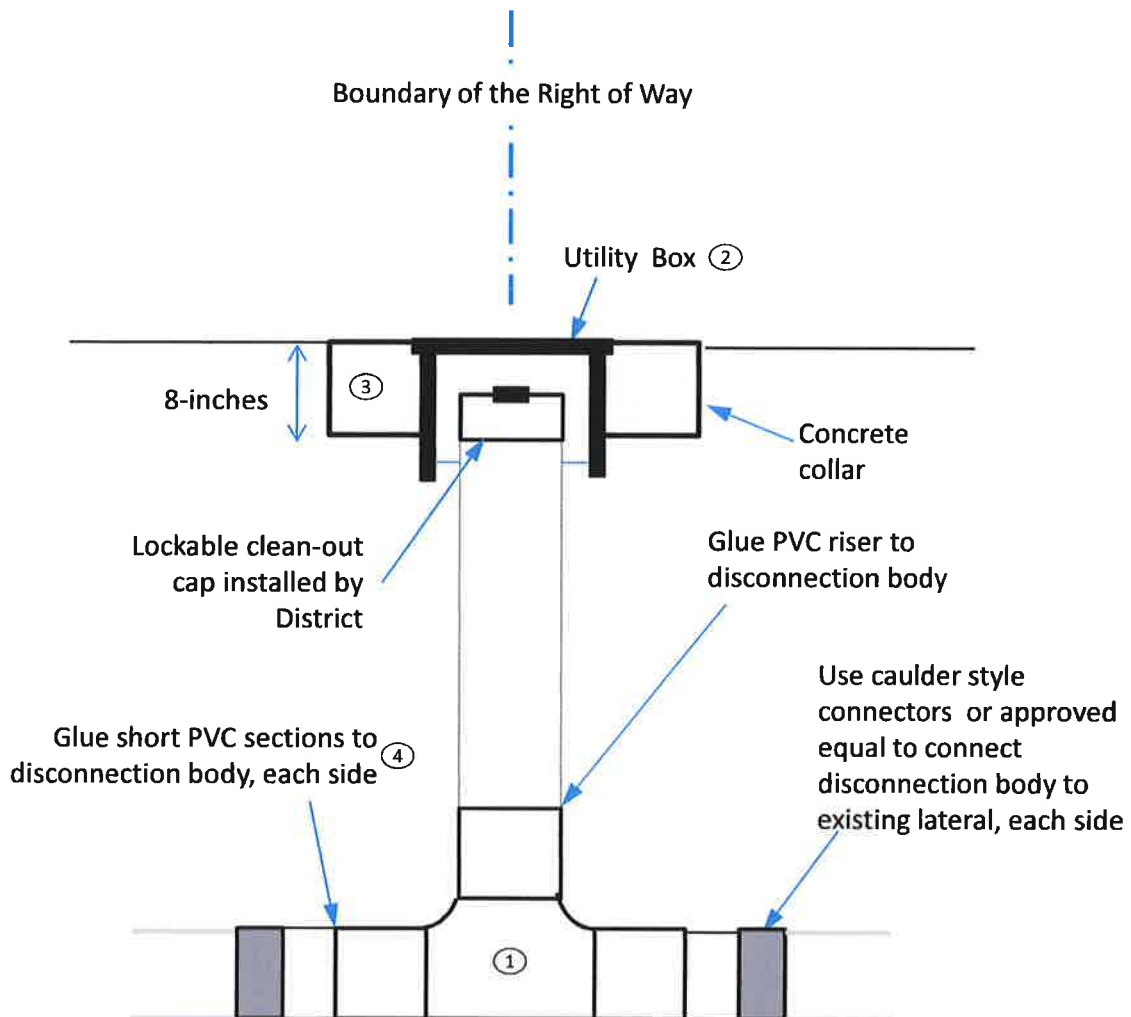 Boundary of the Right of Way
Utility Box ②
③
8-inches
Concrete
collar
Lockable clean-out
cap installed by
District
Glue PVC riser to
disconnection body
Use caulder style
connectors or approved
equal to connect
disconnection body to
existing lateral, each side
Glue short PVC sections to
disconnection body, each side ④
①